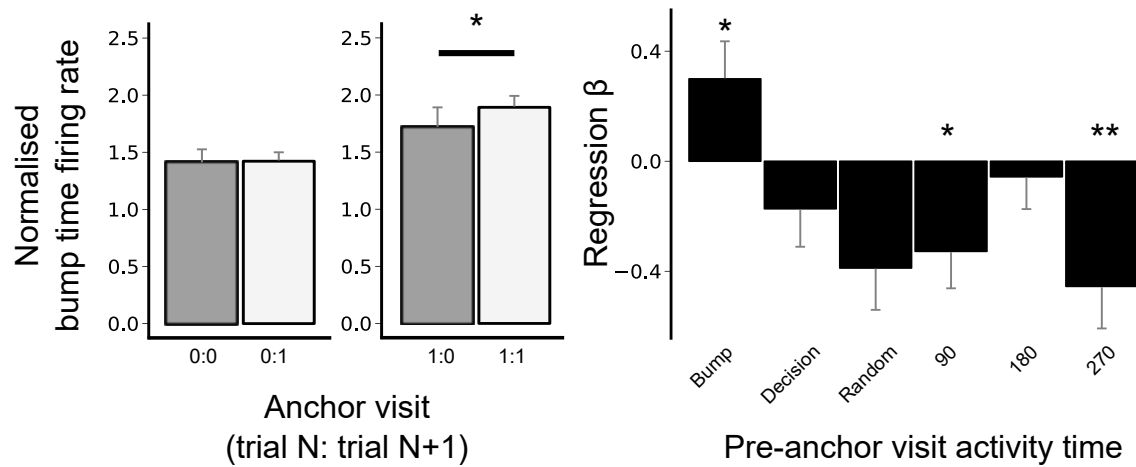 Normalised
bump time firing rate
2.5
2.0
1.5
1.0
0.5
0.0
0:0 0:1
2.5
2.0
1.5
1.0
0.5
0.0
*
1:0 1:1
Anchor visit
(trial N: trial N+1)
Regression β
0.4
0.0
−0.4
*
*
**
Bump
Decision
Random
90
180
270
Pre-anchor visit activity time